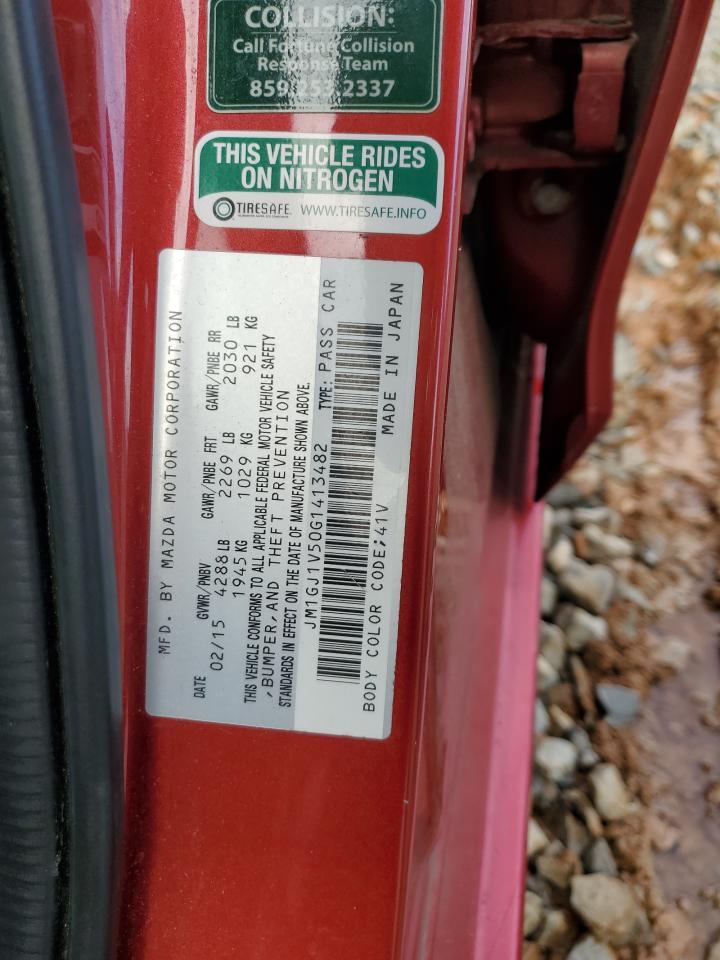 COLLISION:
Call Fortune Collision
Response Team
859.253.2337
THIS VEHICLE RIDES
ON NITROGEN
TIRESAFE WWW.TIRESAFE.INFO
MFD. BY MAZDA MOTOR CORPORATION
DATE GVWR/PNBV GAWR/PNBE FRT GAWR/PNBE RR
02/15 4288 LB 2269 LB 2030 LB
1945 KG 1029 KG 921 KG
THIS VEHICLE CONFORMS TO ALL APPLICABLE FEDERAL MOTOR VEHICLE SAFETY
,BUMPER,AND THEFT PREVENTION
STANDARDS IN EFFECT ON THE DATE OF MANUFACTURE SHOWN ABOVE.
JM1GJ1V50G1413482 TYPE: PASS CAR
BODY COLOR CODE:41V MADE IN JAPAN